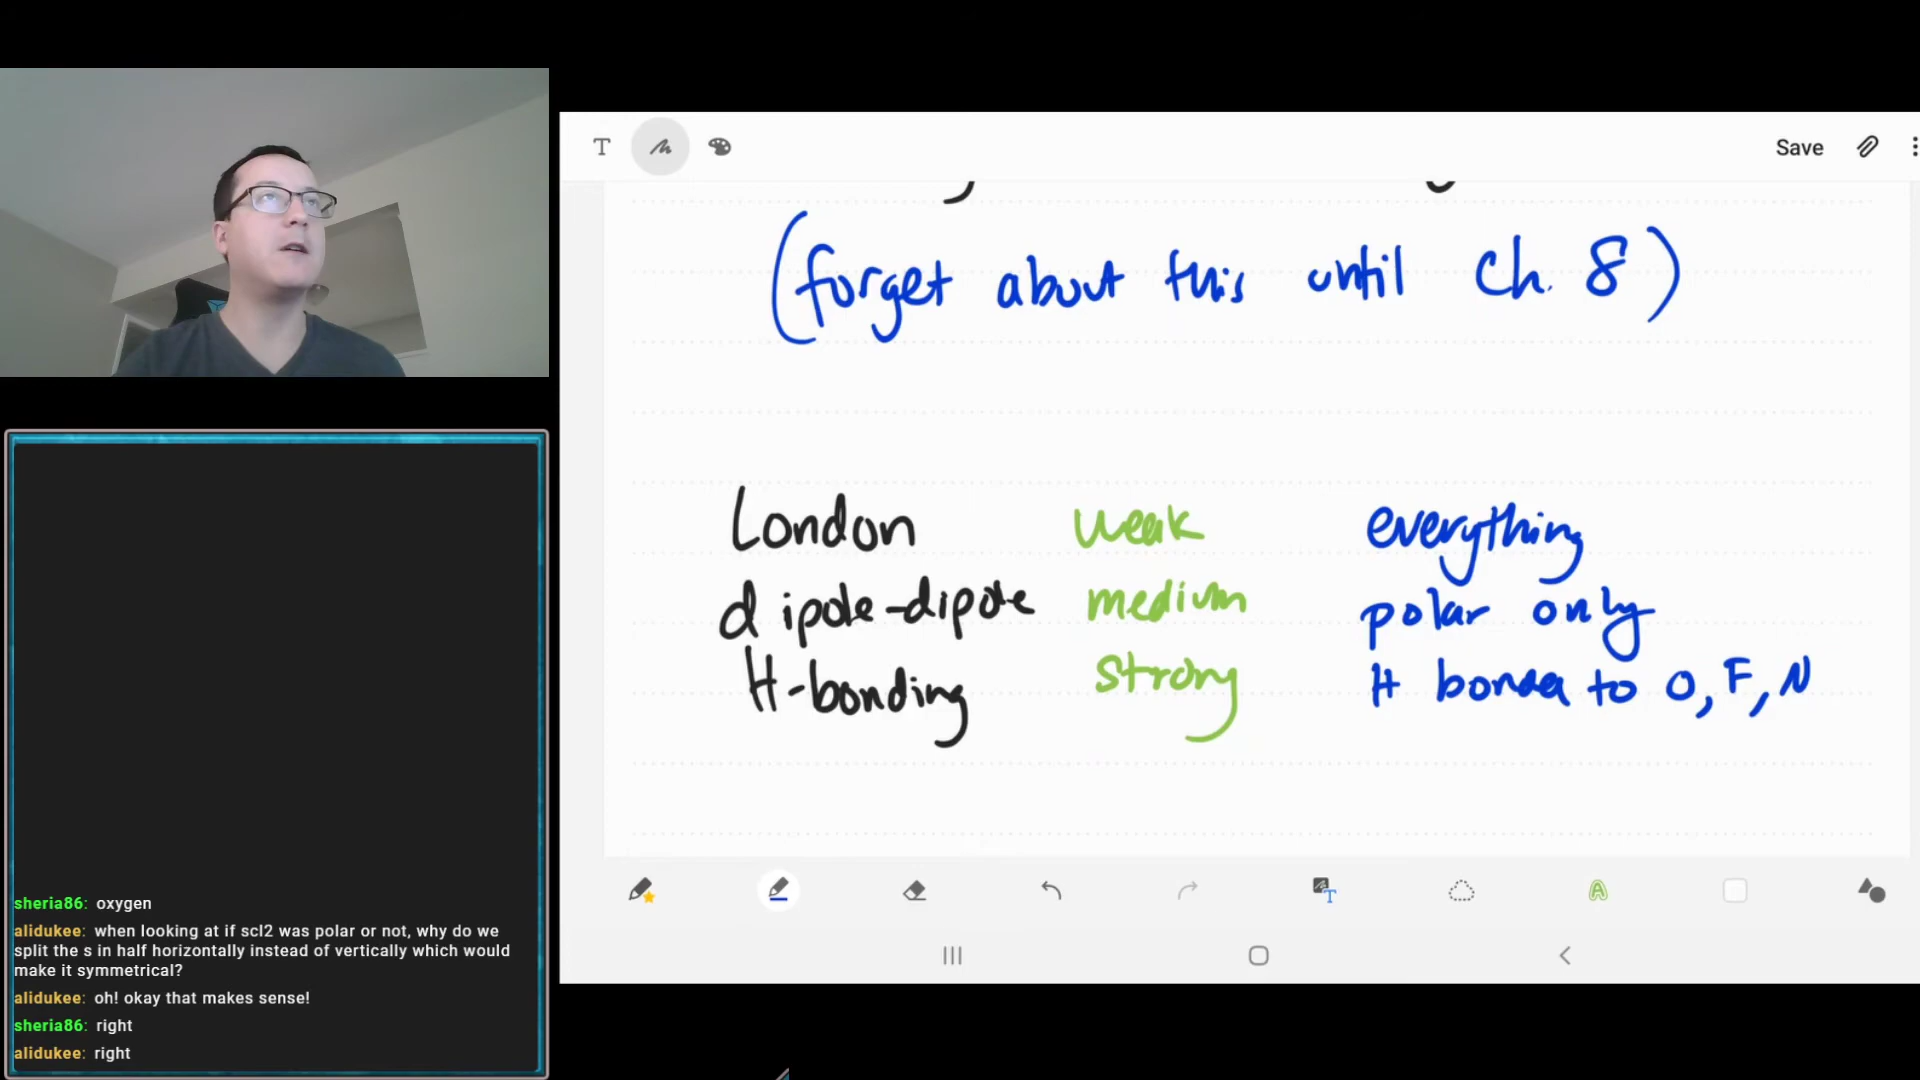 T
Save
(forget about this until Ch. 8)
London weak everything
dipole-dipole medium polar only
H-bonding strong H bonded to O, F, N
sheria86: oxygen
alidukee: when looking at if scl2 was polar or not, why do we
split the s in half horizontally instead of vertically which would
make it symmetrical?
alidukee: oh! okay that makes sense!
sheria86: right
alidukee: right